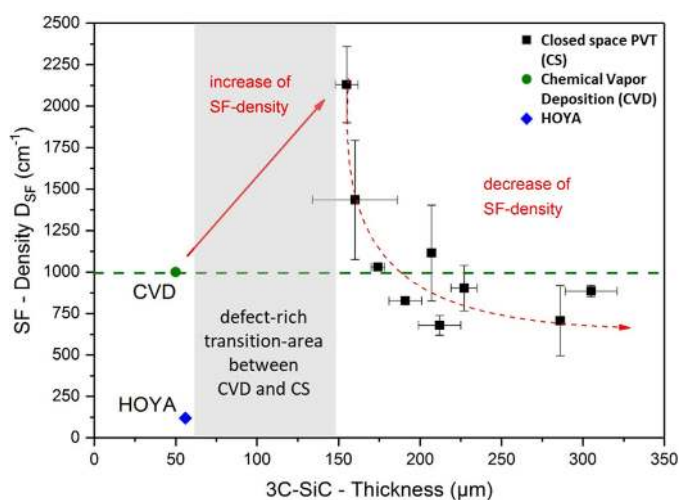 2500
2250
2000
1750
1500
1250
1000
750
500
250
0
SF - Density D_SF (cm⁻¹)
increase of
SF-density
Closed space PVT
(CS)
Chemical Vapor
Deposition (CVD)
HOYA
decrease of
SF-density
CVD
defect-rich
transition-area
between
CVD and CS
HOYA
0 50 100 150 200 250 300 350
3C-SiC - Thickness (µm)